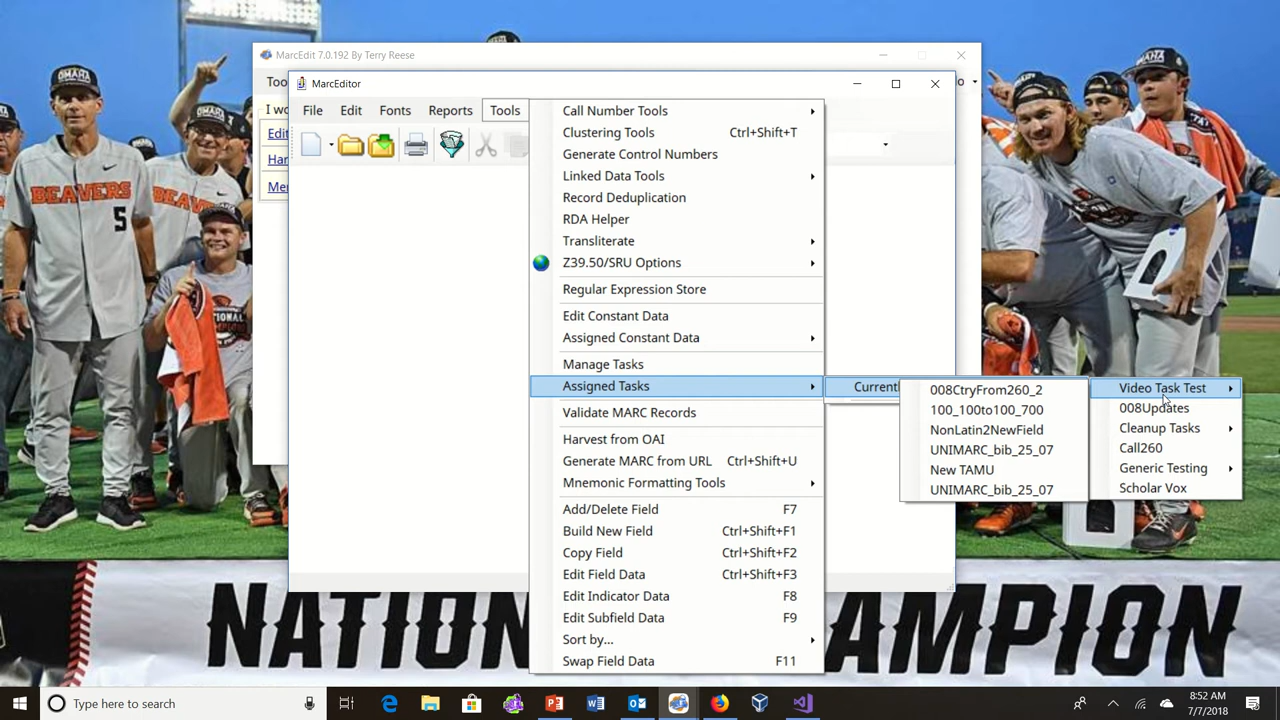 MarcEdit 7.0.192 By Terry Reese
MarcEditor
File Edit Fonts Reports Tools
Call Number Tools
Clustering Tools Ctrl+Shift+T
Generate Control Numbers
Linked Data Tools
Record Deduplication
RDA Helper
Transliterate
Z39.50/SRU Options
Regular Expression Store
Edit Constant Data
Assigned Constant Data
Manage Tasks
Assigned Tasks
Validate MARC Records
Harvest from OAI
Generate MARC from URL Ctrl+Shift+U
Mnemonic Formatting Tools
Add/Delete Field F7
Build New Field Ctrl+Shift+F1
Copy Field Ctrl+Shift+F2
Edit Field Data Ctrl+Shift+F3
Edit Indicator Data F8
Edit Subfield Data F9
Sort by...
Swap Field Data F11
008CtryFrom260_2
100_100to100_700
NonLatin2NewField
UNIMARC_bib_25_07
New TAMU
UNIMARC_bib_25_07
Video Task Test
008Updates
Cleanup Tasks
Call260
Generic Testing
Scholar Vox
I wo
Edit
OMAHA
BEAVERS
5
NATIONAL
Type here to search
8:52 AM
7/7/2018